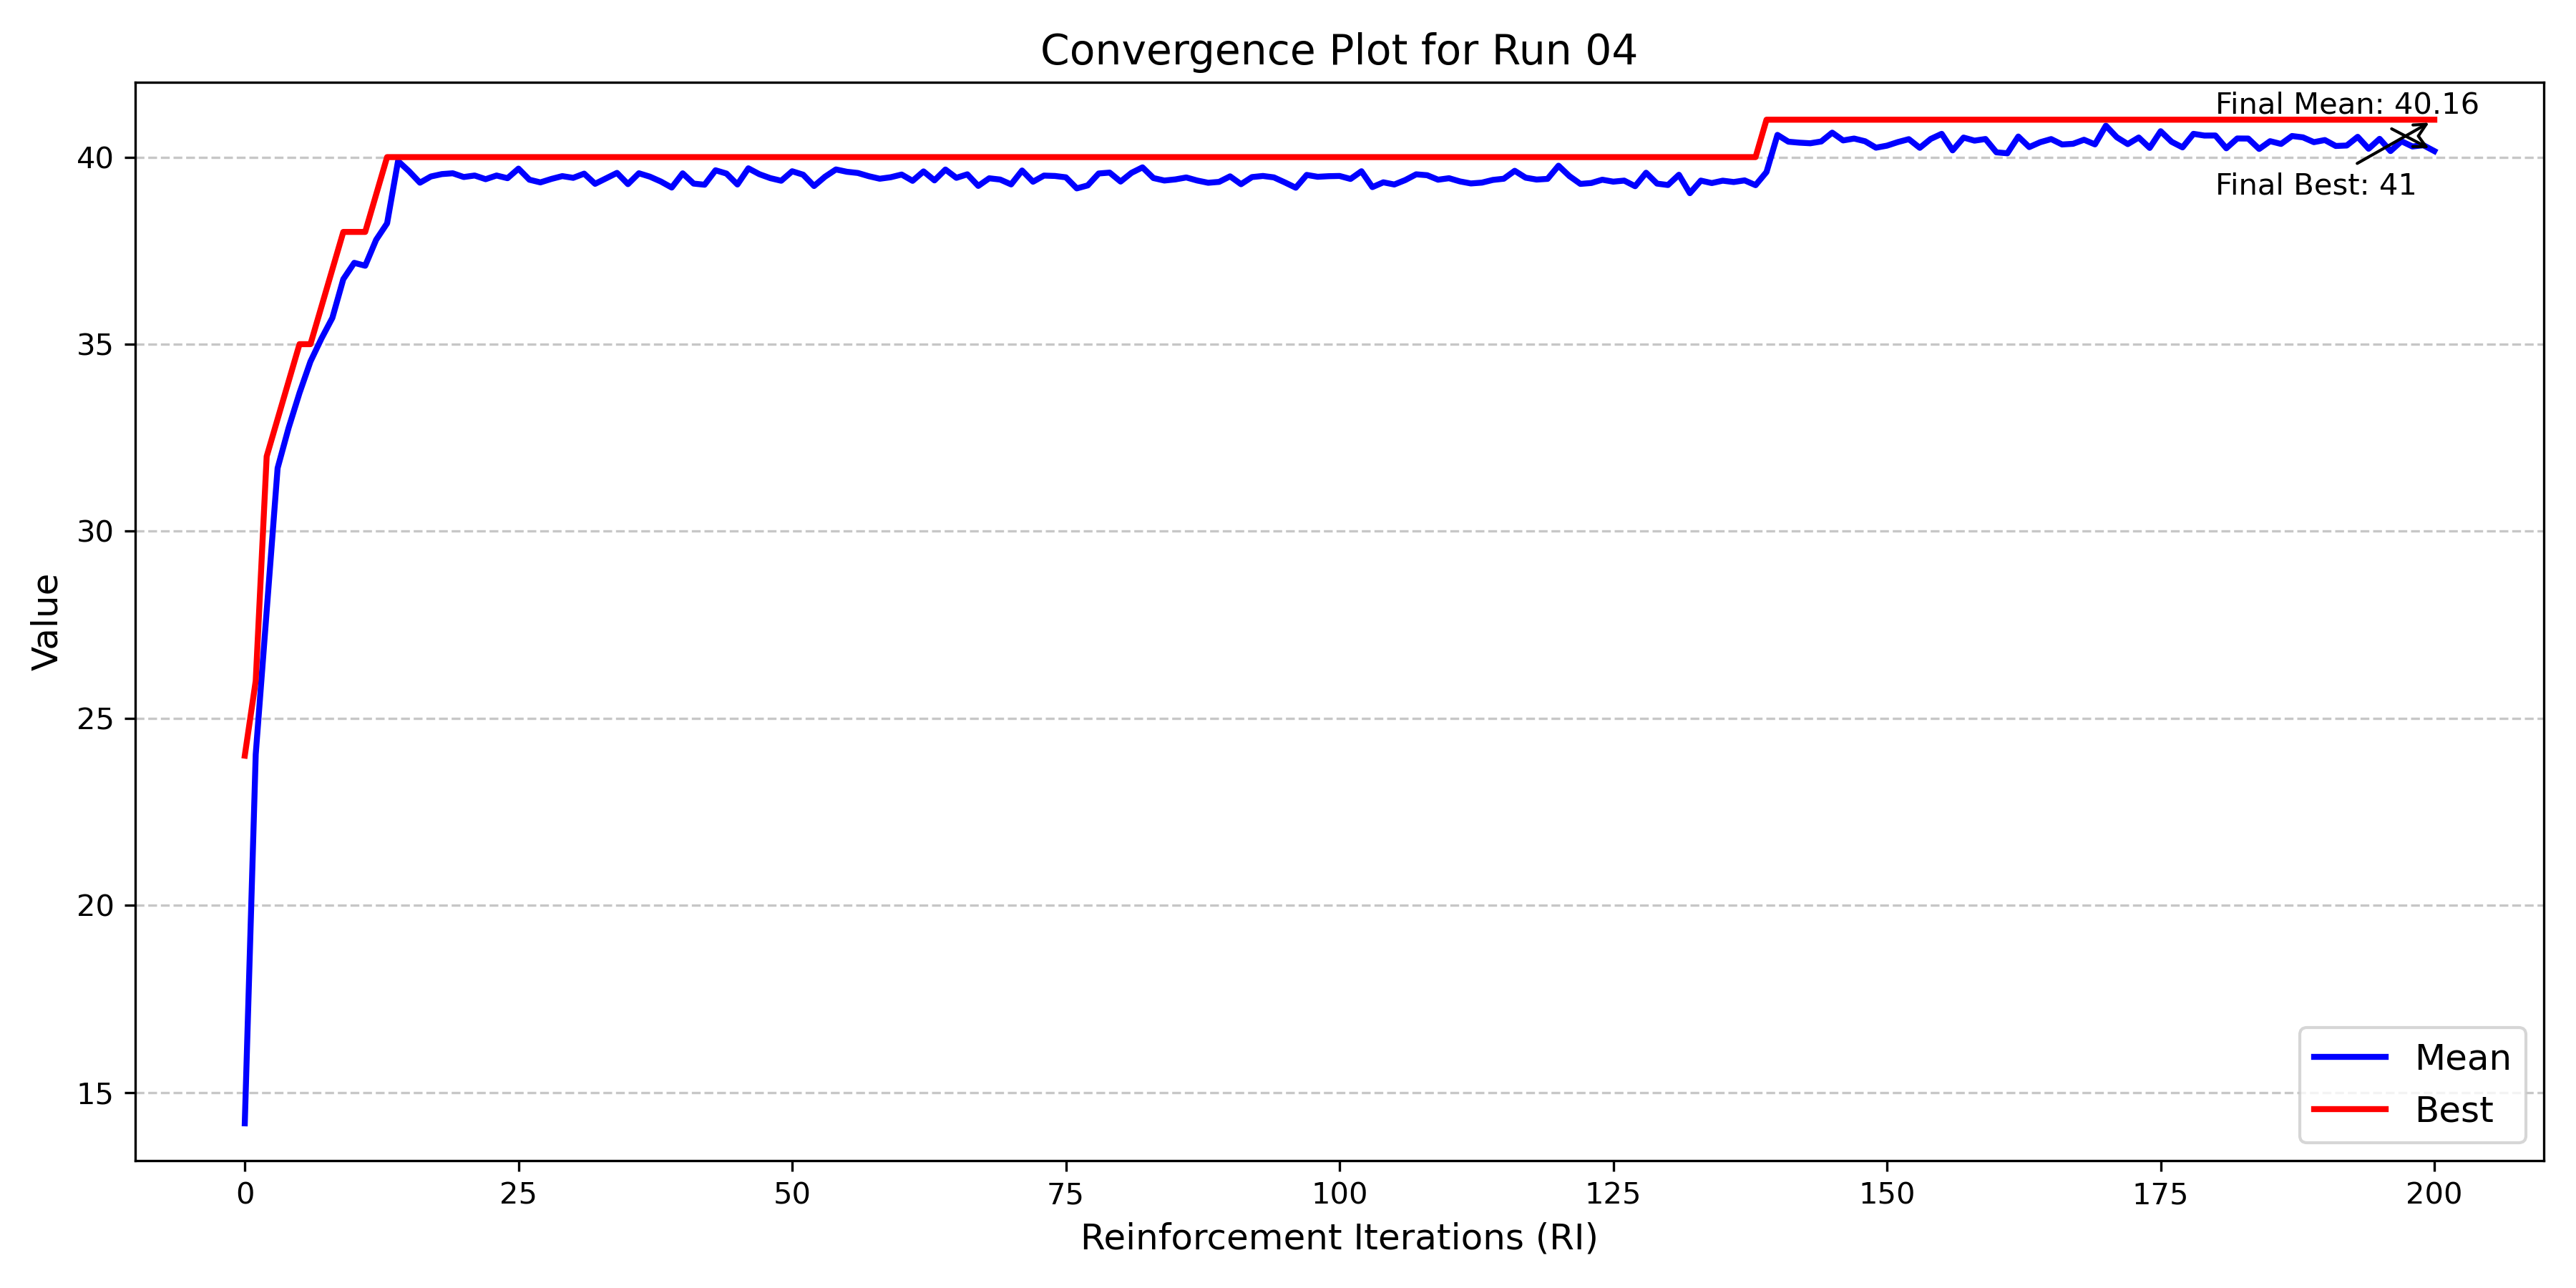 Convergence Plot for Run 04
Final Mean: 40.16
Final Best: 41
Value
40
35
30
25
20
15
0 25 50 75 100 125 150 175 200
Reinforcement Iterations (RI)
Mean
Best